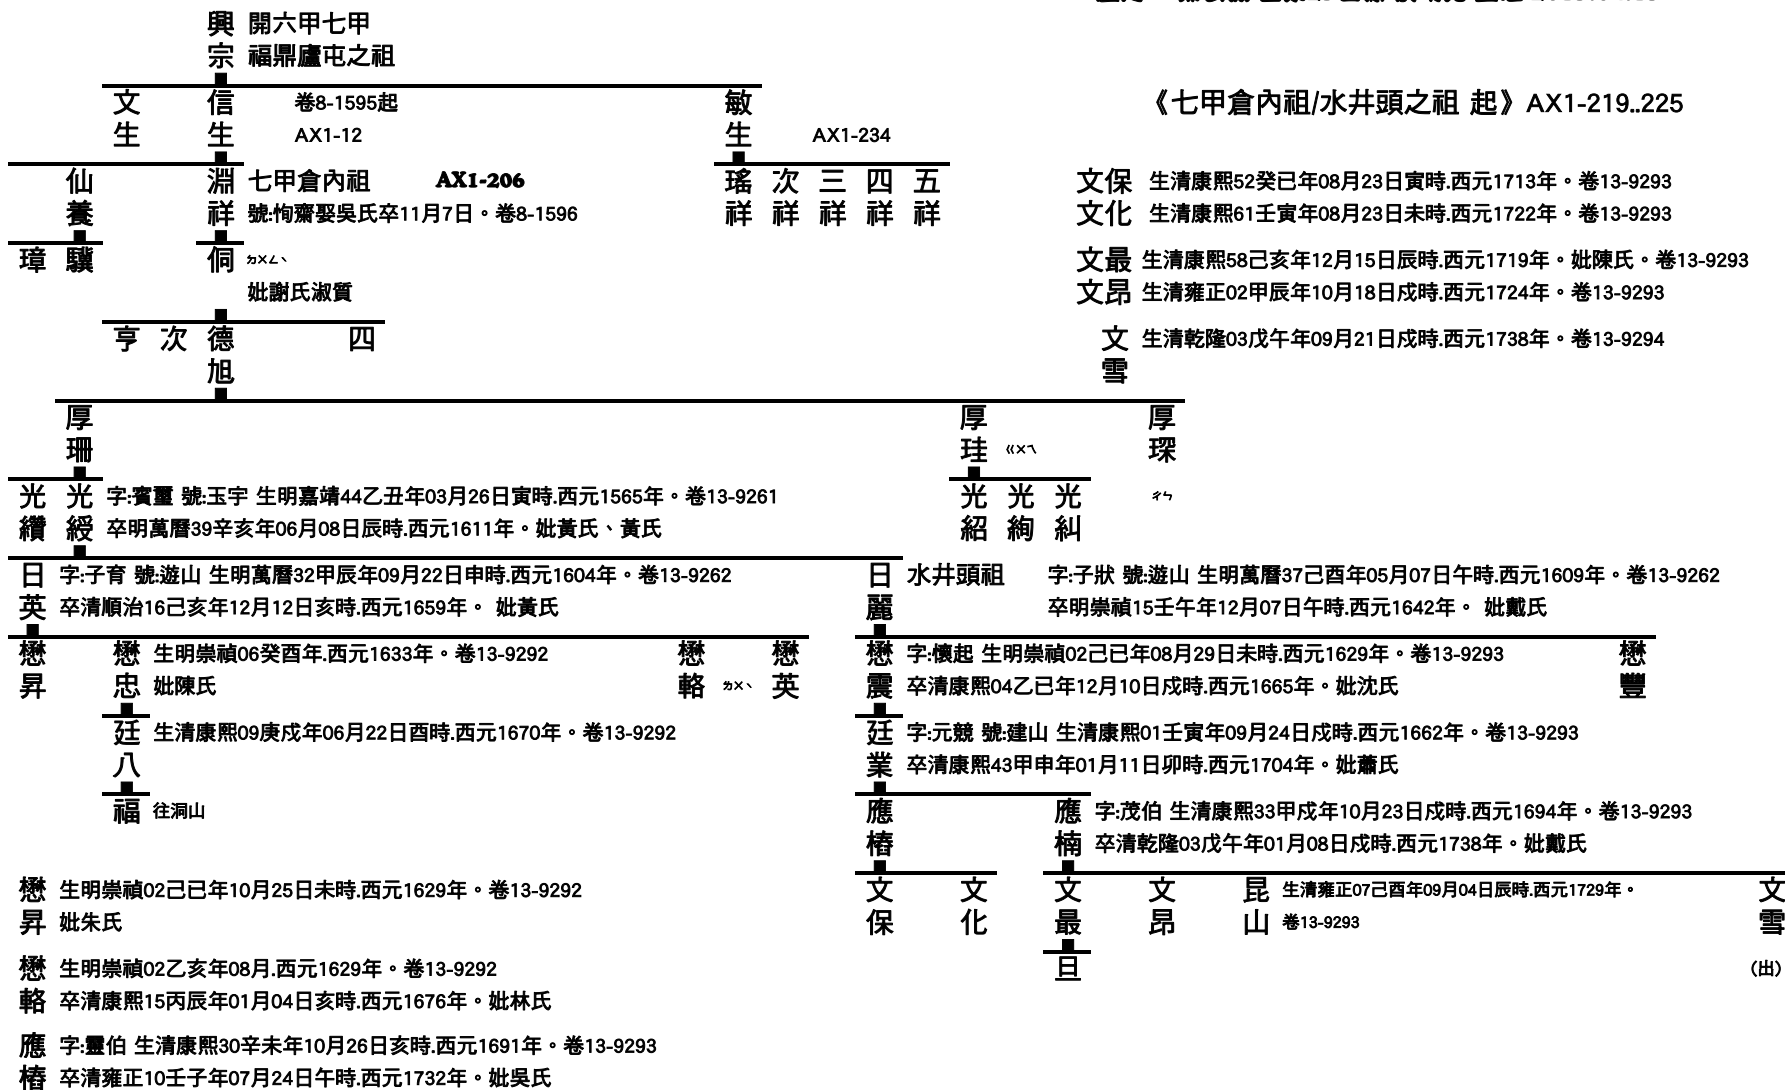 興宗 開六甲七甲
福鼎廬屯之祖
《七甲倉內祖/水井頭之祖 起》AX1-219..225
文生
信生 卷8-1595起
AX1-12
敏生 AX1-234
仙養
淵祥 七甲倉內祖 AX1-206
號:恂齋娶吳氏卒11月7日。卷8-1596
瑤祥 次祥 三祥 四祥 五祥
文保 生清康熙52癸已年08月23日寅時.西元1713年。卷13-9293
文化 生清康熙61壬寅年08月23日未時.西元1722年。卷13-9293
璋 驥 侗 ㄉㄨㄥˋ
妣謝氏淑質
文最 生清康熙58己亥年12月15日辰時.西元1719年。妣陳氏。卷13-9293
文昂 生清雍正02甲辰年10月18日戍時.西元1724年。卷13-9293
亨 次 德旭 四
文雪 生清乾隆03戊午年09月21日戍時.西元1738年。卷13-9294
厚珊 厚珪 ㄍㄨㄟ 厚琛 ㄔㄣ
光纘 光綬 字:賓璽 號:玉宇 生明嘉靖44乙丑年03月26日寅時.西元1565年。卷13-9261
卒明萬曆39辛亥年06月08日辰時.西元1611年。妣黃氏、黃氏
光紹 光絢 光糾
日英 字:子育 號:遊山 生明萬曆32甲辰年09月22日申時.西元1604年。卷13-9262
卒清順治16己亥年12月12日亥時.西元1659年。 妣黃氏
日麗 水井頭祖 字:子狀 號:遊山 生明萬曆37己酉年05月07日午時.西元1609年。卷13-9262
卒明崇禎15壬午年12月07日午時.西元1642年。 妣戴氏
懋昇 懋忠 生明崇禎06癸酉年.西元1633年。卷13-9292
妣陳氏
懋輅 ㄌㄨˋ 懋英
懋震 字:懷起 生明崇禎02己已年08月29日未時.西元1629年。卷13-9293
卒清康熙04乙已年12月10日戍時.西元1665年。妣沈氏
懋豐
廷八 生清康熙09庚戍年06月22日酉時.西元1670年。卷13-9292
廷業 字:元競 號:建山 生清康熙01壬寅年09月24日戍時.西元1662年。卷13-9293
卒清康熙43甲申年01月11日卯時.西元1704年。妣蕭氏
福 往洞山
應樁
應楠 字:茂伯 生清康熙33甲戍年10月23日戍時.西元1694年。卷13-9293
卒清乾隆03戊午年01月08日戍時.西元1738年。妣戴氏
懋昇 生明崇禎02己已年10月25日未時.西元1629年。卷13-9292
妣朱氏
文保 文化 文最 文昂 昆山 生清雍正07己酉年09月04日辰時.西元1729年。
卷13-9293
文雪
(出)
旦
懋輅 生明崇禎02乙亥年08月.西元1629年。卷13-9292
卒清康熙15丙辰年01月04日亥時.西元1676年。妣林氏
應樁 字:靈伯 生清康熙30辛未年10月26日亥時.西元1691年。卷13-9293
卒清雍正10壬子年07月24日午時.西元1732年。妣吳氏